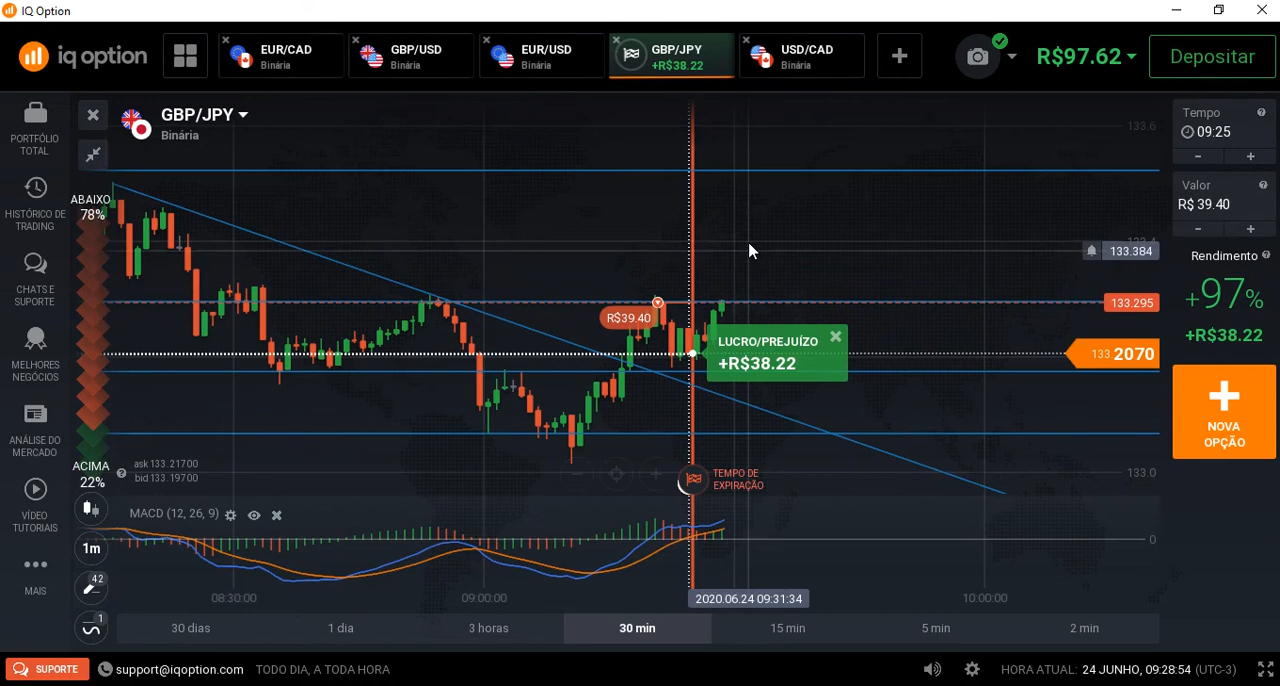 IQ Option
iq option
EUR/CAD
Binária
GBP/USD
Binária
EUR/USD
Binária
GBP/JPY
+R$38.22
USD/CAD
Binária
R$97.62
Depositar
PORTFÓLIO
TOTAL
HISTÓRICO DE
TRADING
CHATS E
SUPORTE
MELHORES
NEGÓCIOS
ANÁLISE DO
MERCADO
VÍDEO
TUTORIAIS
MAIS
GBP/JPY
Binária
ABAIXO
78%
ACIMA
22%
ask 133.21700
bid 133.19700
133.6
133.4
133.384
133.295
133 2070
133.0
R$39.40
LUCRO/PREJUÍZO
+R$38.22
TEMPO DE
EXPIRAÇÃO
MACD (12, 26, 9)
0
1m
42
1
08:30:00
09:00:00
2020.06.24 09:31:34
10:00:00
30 dias
1 dia
3 horas
30 min
15 min
5 min
2 min
Tempo
09:25
Valor
R$ 39.40
Rendimento
+97%
+R$38.22
NOVA
OPÇÃO
SUPORTE
support@iqoption.com
TODO DIA, A TODA HORA
HORA ATUAL: 24 JUNHO, 09:28:54 (UTC-3)